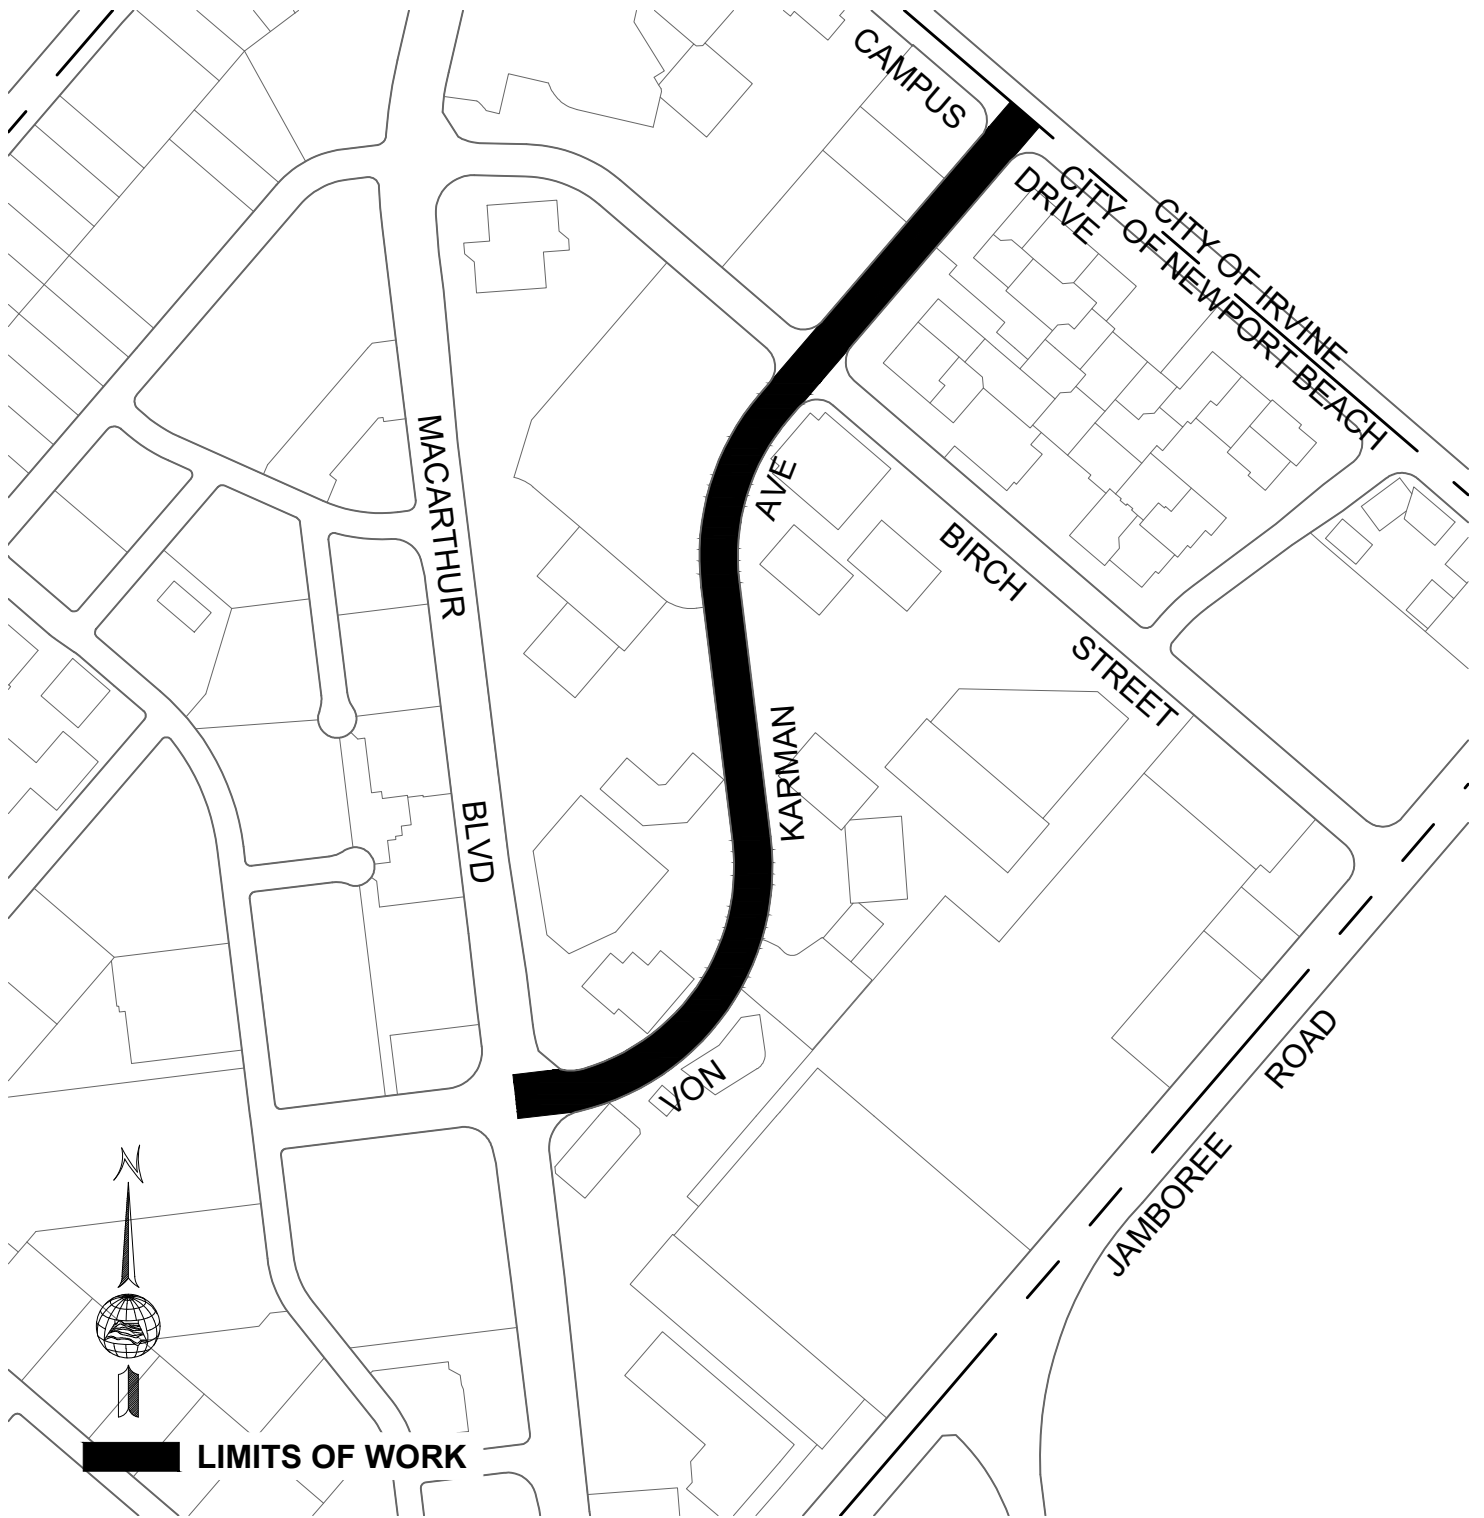 CAMPUS
DRIVE
CITY OF IRVINE
CITY OF NEWPORT BEACH
MACARTHUR
BLVD
AVE
KARMAN
VON
BIRCH
STREET
JAMBOREE
ROAD
N
LIMITS OF WORK